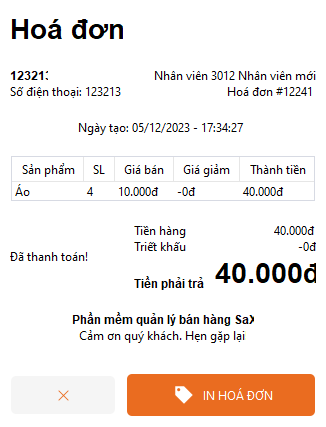 Hoá đơn
123213 Nhân viên 3012 Nhân viên mới
Số điện thoại: 123213 Hoá đơn #12241
Ngày tạo: 05/12/2023 - 17:34:27
Sản phẩm SL Giá bán Giá giảm Thành tiền
Áo 4 10.000đ -0đ 40.000đ
Tiền hàng 40.000đ
Triết khấu -0đ
Đã thanh toán!
Tiền phải trả 40.000đ
Phần mềm quản lý bán hàng SaX
Cảm ơn quý khách. Hẹn gặp lại
IN HOÁ ĐƠN